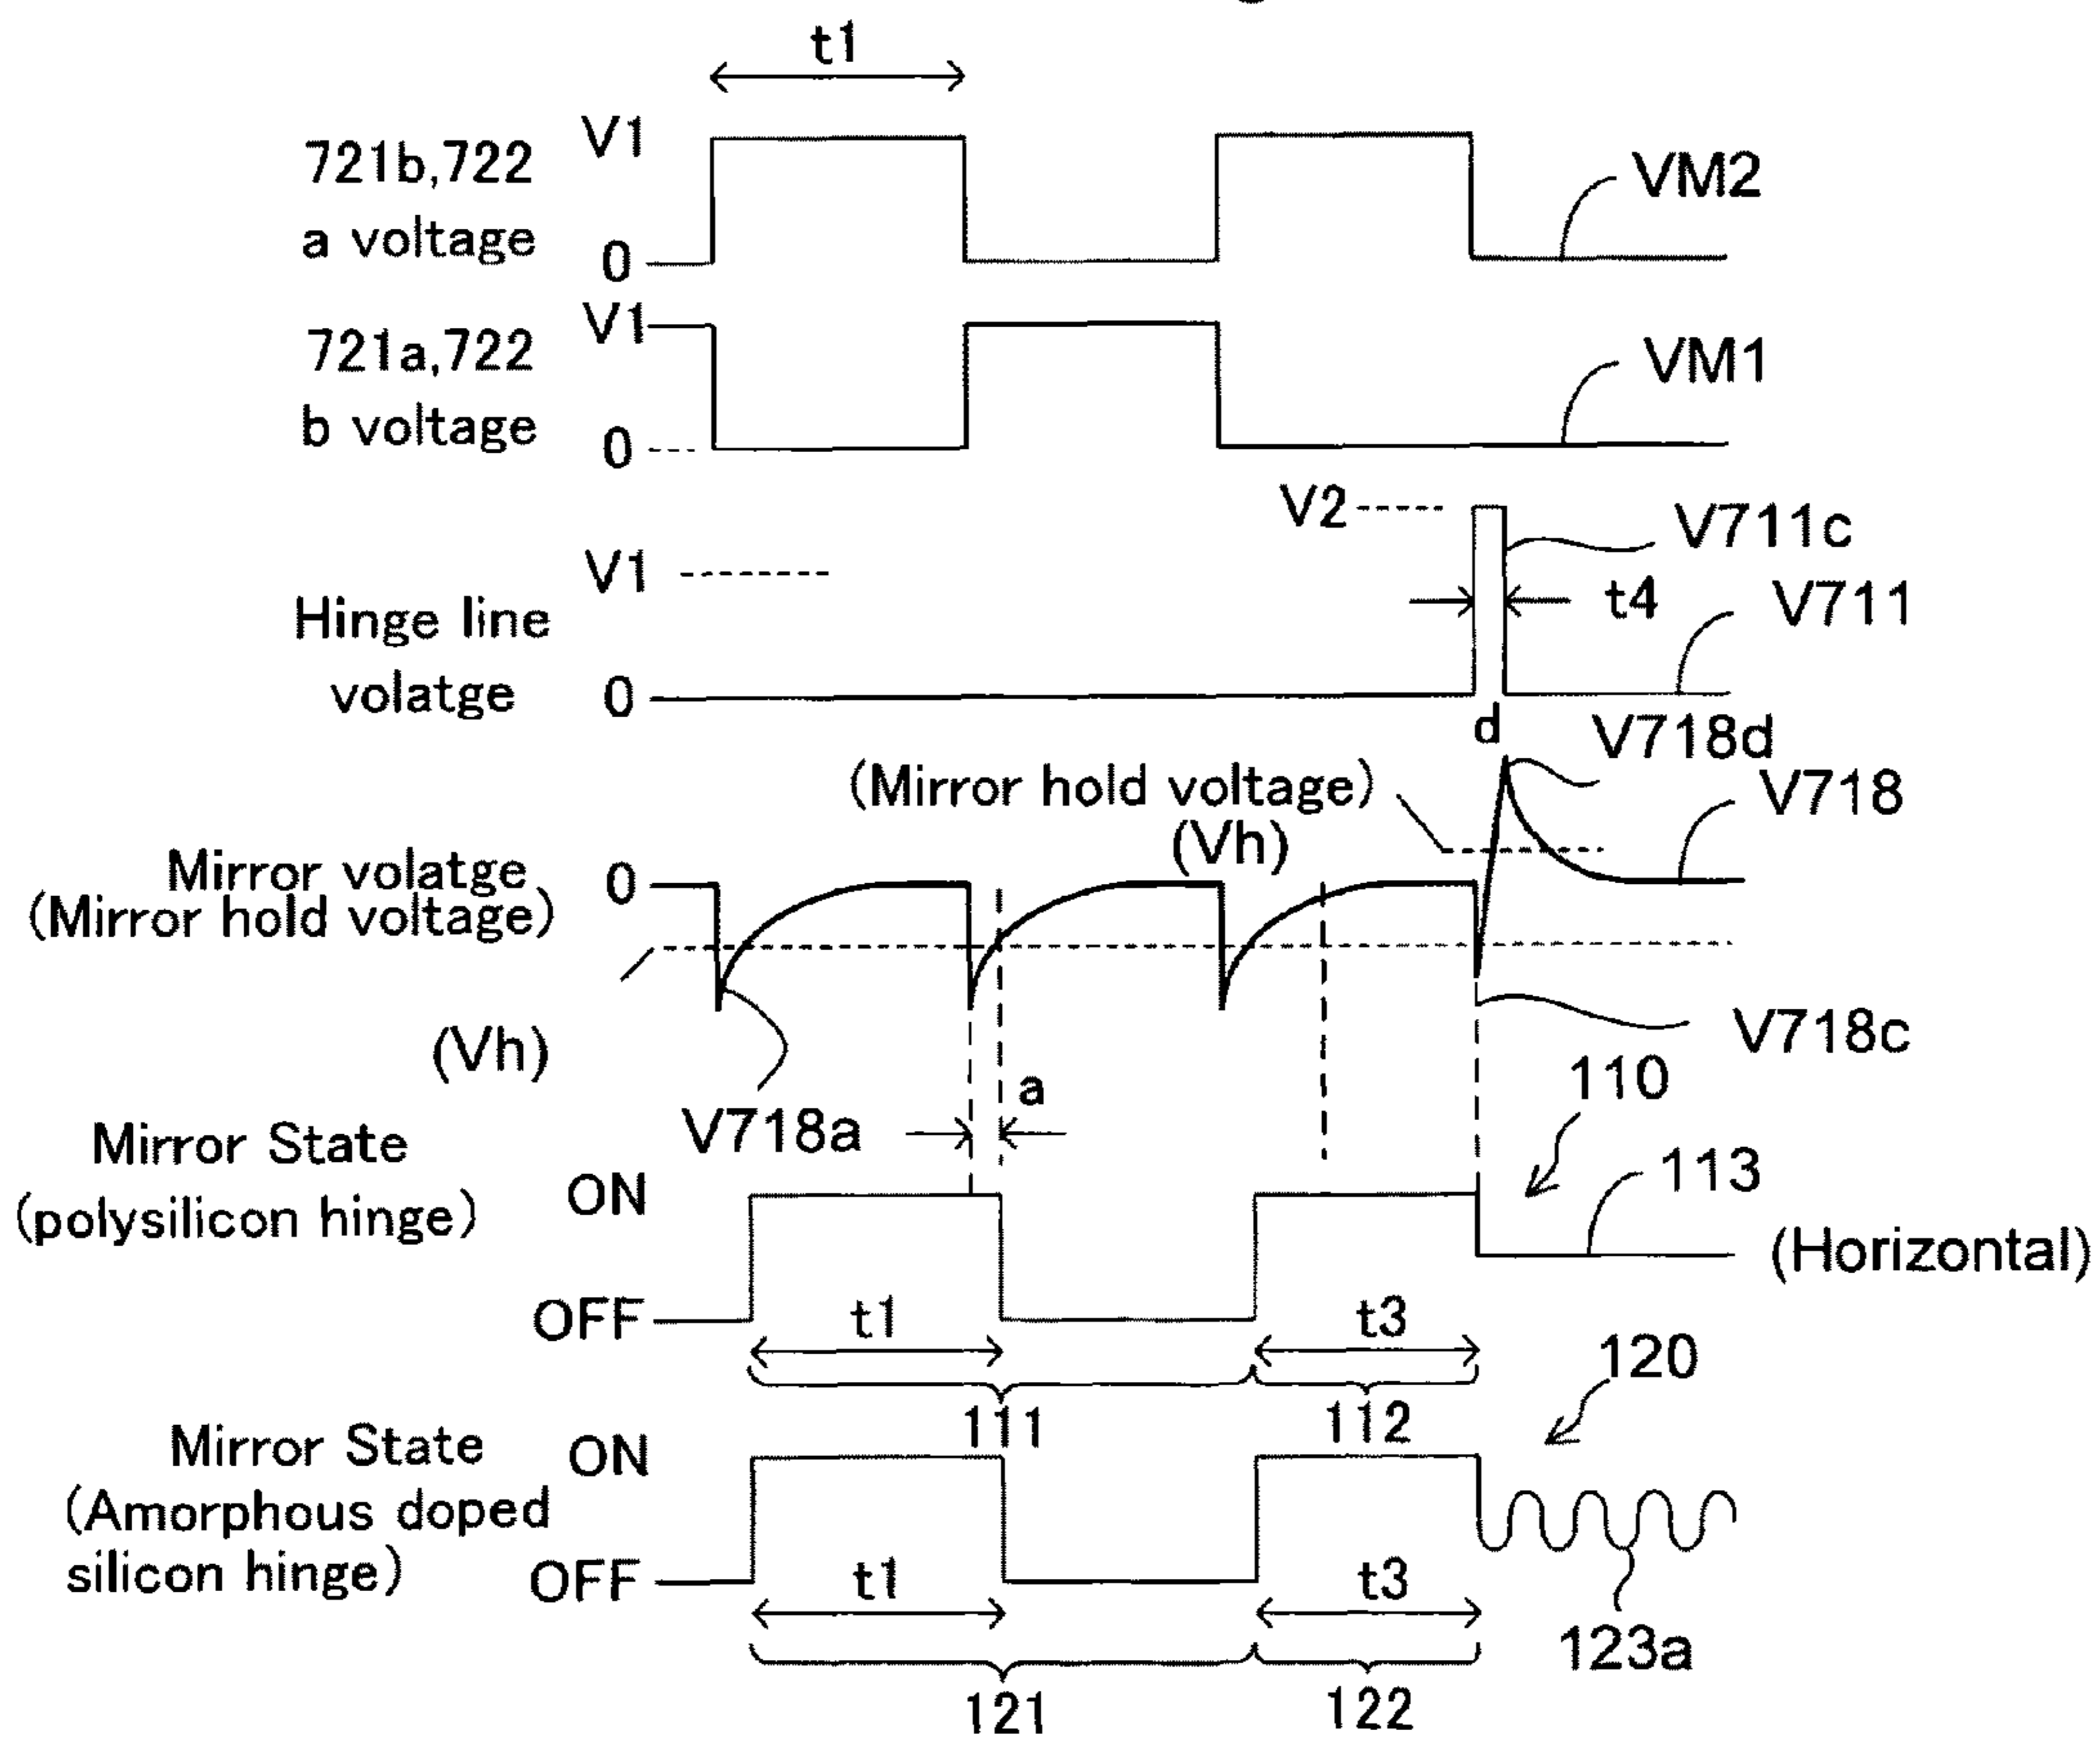 t1
V1
721b,722
a voltage
0
VM2
V1
721a,722
b voltage
0
VM1
V2
V711c
V1
t4
V711
Hinge line
volatge
0
d
V718d
(Mirror hold voltage)
(Vh)
V718
Mirror volatge
(Mirror hold voltage)
0
(Vh)
V718c
V718a
a
110
Mirror State
(polysilicon hinge)
ON
113
(Horizontal)
OFF
t1
t3
111
112
120
Mirror State
(Amorphous doped
silicon hinge)
ON
OFF
t1
t3
123a
121
122